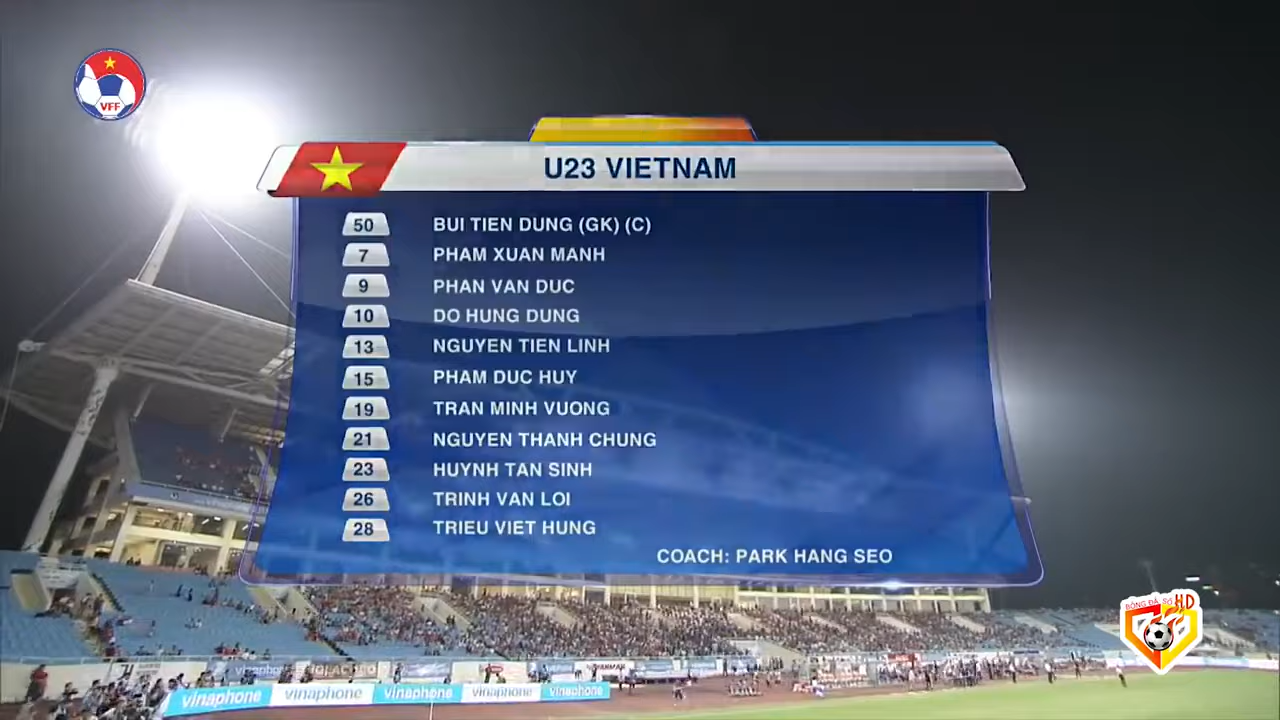 VFF
U23 VIETNAM
50 BUI TIEN DUNG (GK) (C)
7 PHAM XUAN MANH
9 PHAN VAN DUC
10 DO HUNG DUNG
13 NGUYEN TIEN LINH
15 PHAM DUC HUY
19 TRAN MINH VUONG
21 NGUYEN THANH CHUNG
23 HUYNH TAN SINH
26 TRINH VAN LOI
28 TRIEU VIET HUNG
COACH: PARK HANG SEO
BÓNG ĐÁ SỐ HD
vinaphone vinaphone vinaphone vinaphone vinaphone